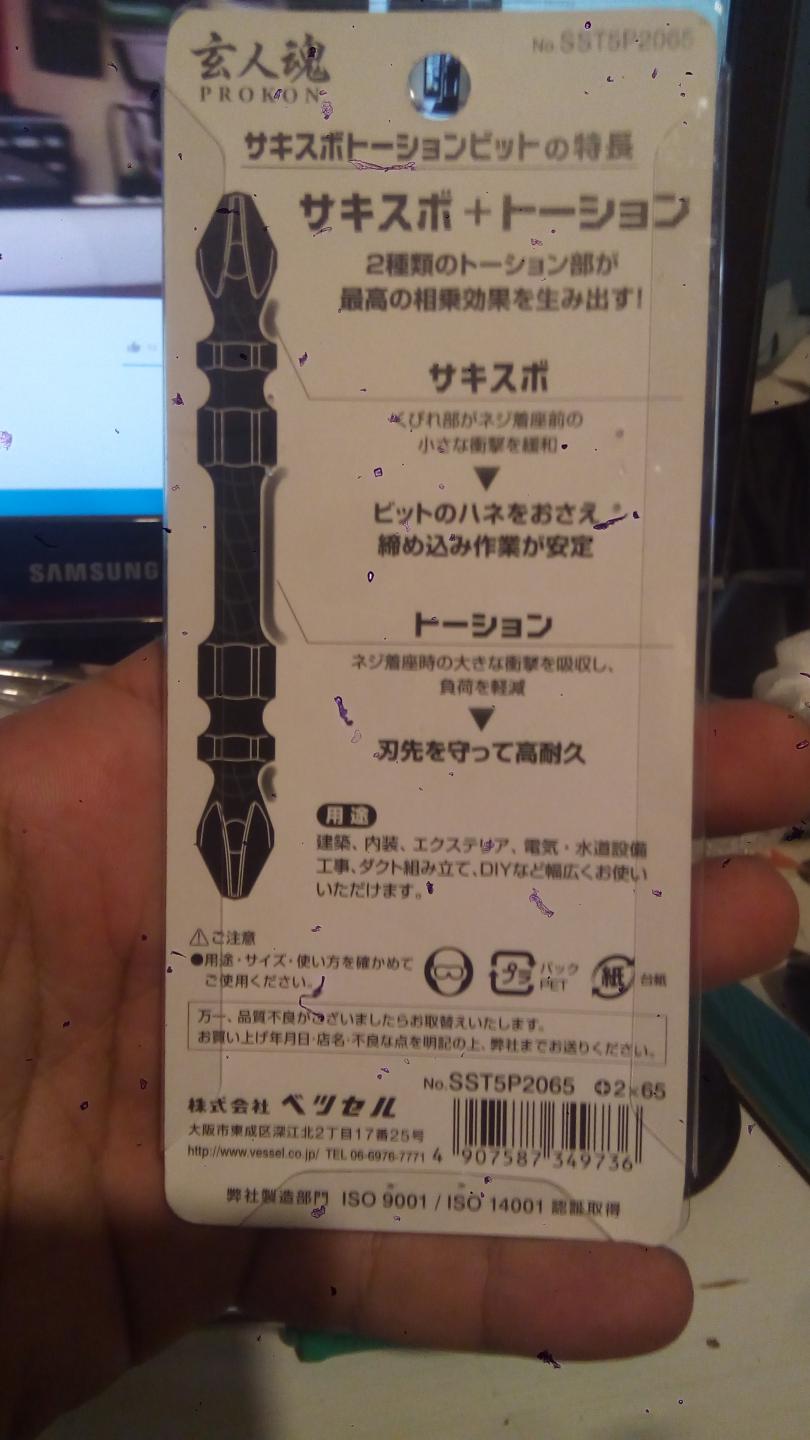 玄人魂
PROKON
No.SST5P2065
サキスボトーションビットの特長
サキスボ＋トーション
2種類のトーション部が
最高の相乗効果を生み出す!
サキスボ
くびれ部がネジ着座前の
小さな衝撃を緩和
▼
ビットのハネをおさえ
締め込み作業が安定
トーション
ネジ着座時の大きな衝撃を吸収し、
負荷を軽減
▼
刃先を守って高耐久
用途
建築、内装、エクステリア、電気・水道設備
工事、ダクト組み立て、DIYなど幅広くお使い
いただけます。
⚠ご注意
●用途・サイズ・使い方を確かめて
ご使用ください。
プラ
パック
PET
紙
台紙
万一、品質不良がございましたらお取替えいたします。
お買い上げ年月日・店名・不良な点を明記の上、弊社までお送りください。
No.SST5P2065 ⊕2×65
株式会社 ベッセル
大阪市東成区深江北2丁目17番25号
http://www.vessel.co.jp/ TEL 06-6976-7771
4 907587 349736
弊社製造部門 ISO 9001 / ISO 14001 認証取得
SAMSUNG